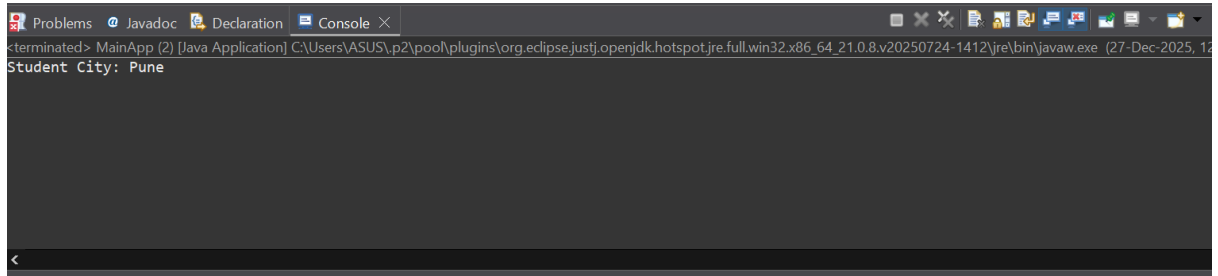 Problems @ Javadoc Declaration Console
<terminated> MainApp (2) [Java Application] C:\Users\ASUS\.p2\pool\plugins\org.eclipse.justj.openjdk.hotspot.jre.full.win32.x86_64_21.0.8.v20250724-1412\jre\bin\javaw.exe (27-Dec-2025, 12
Student City: Pune